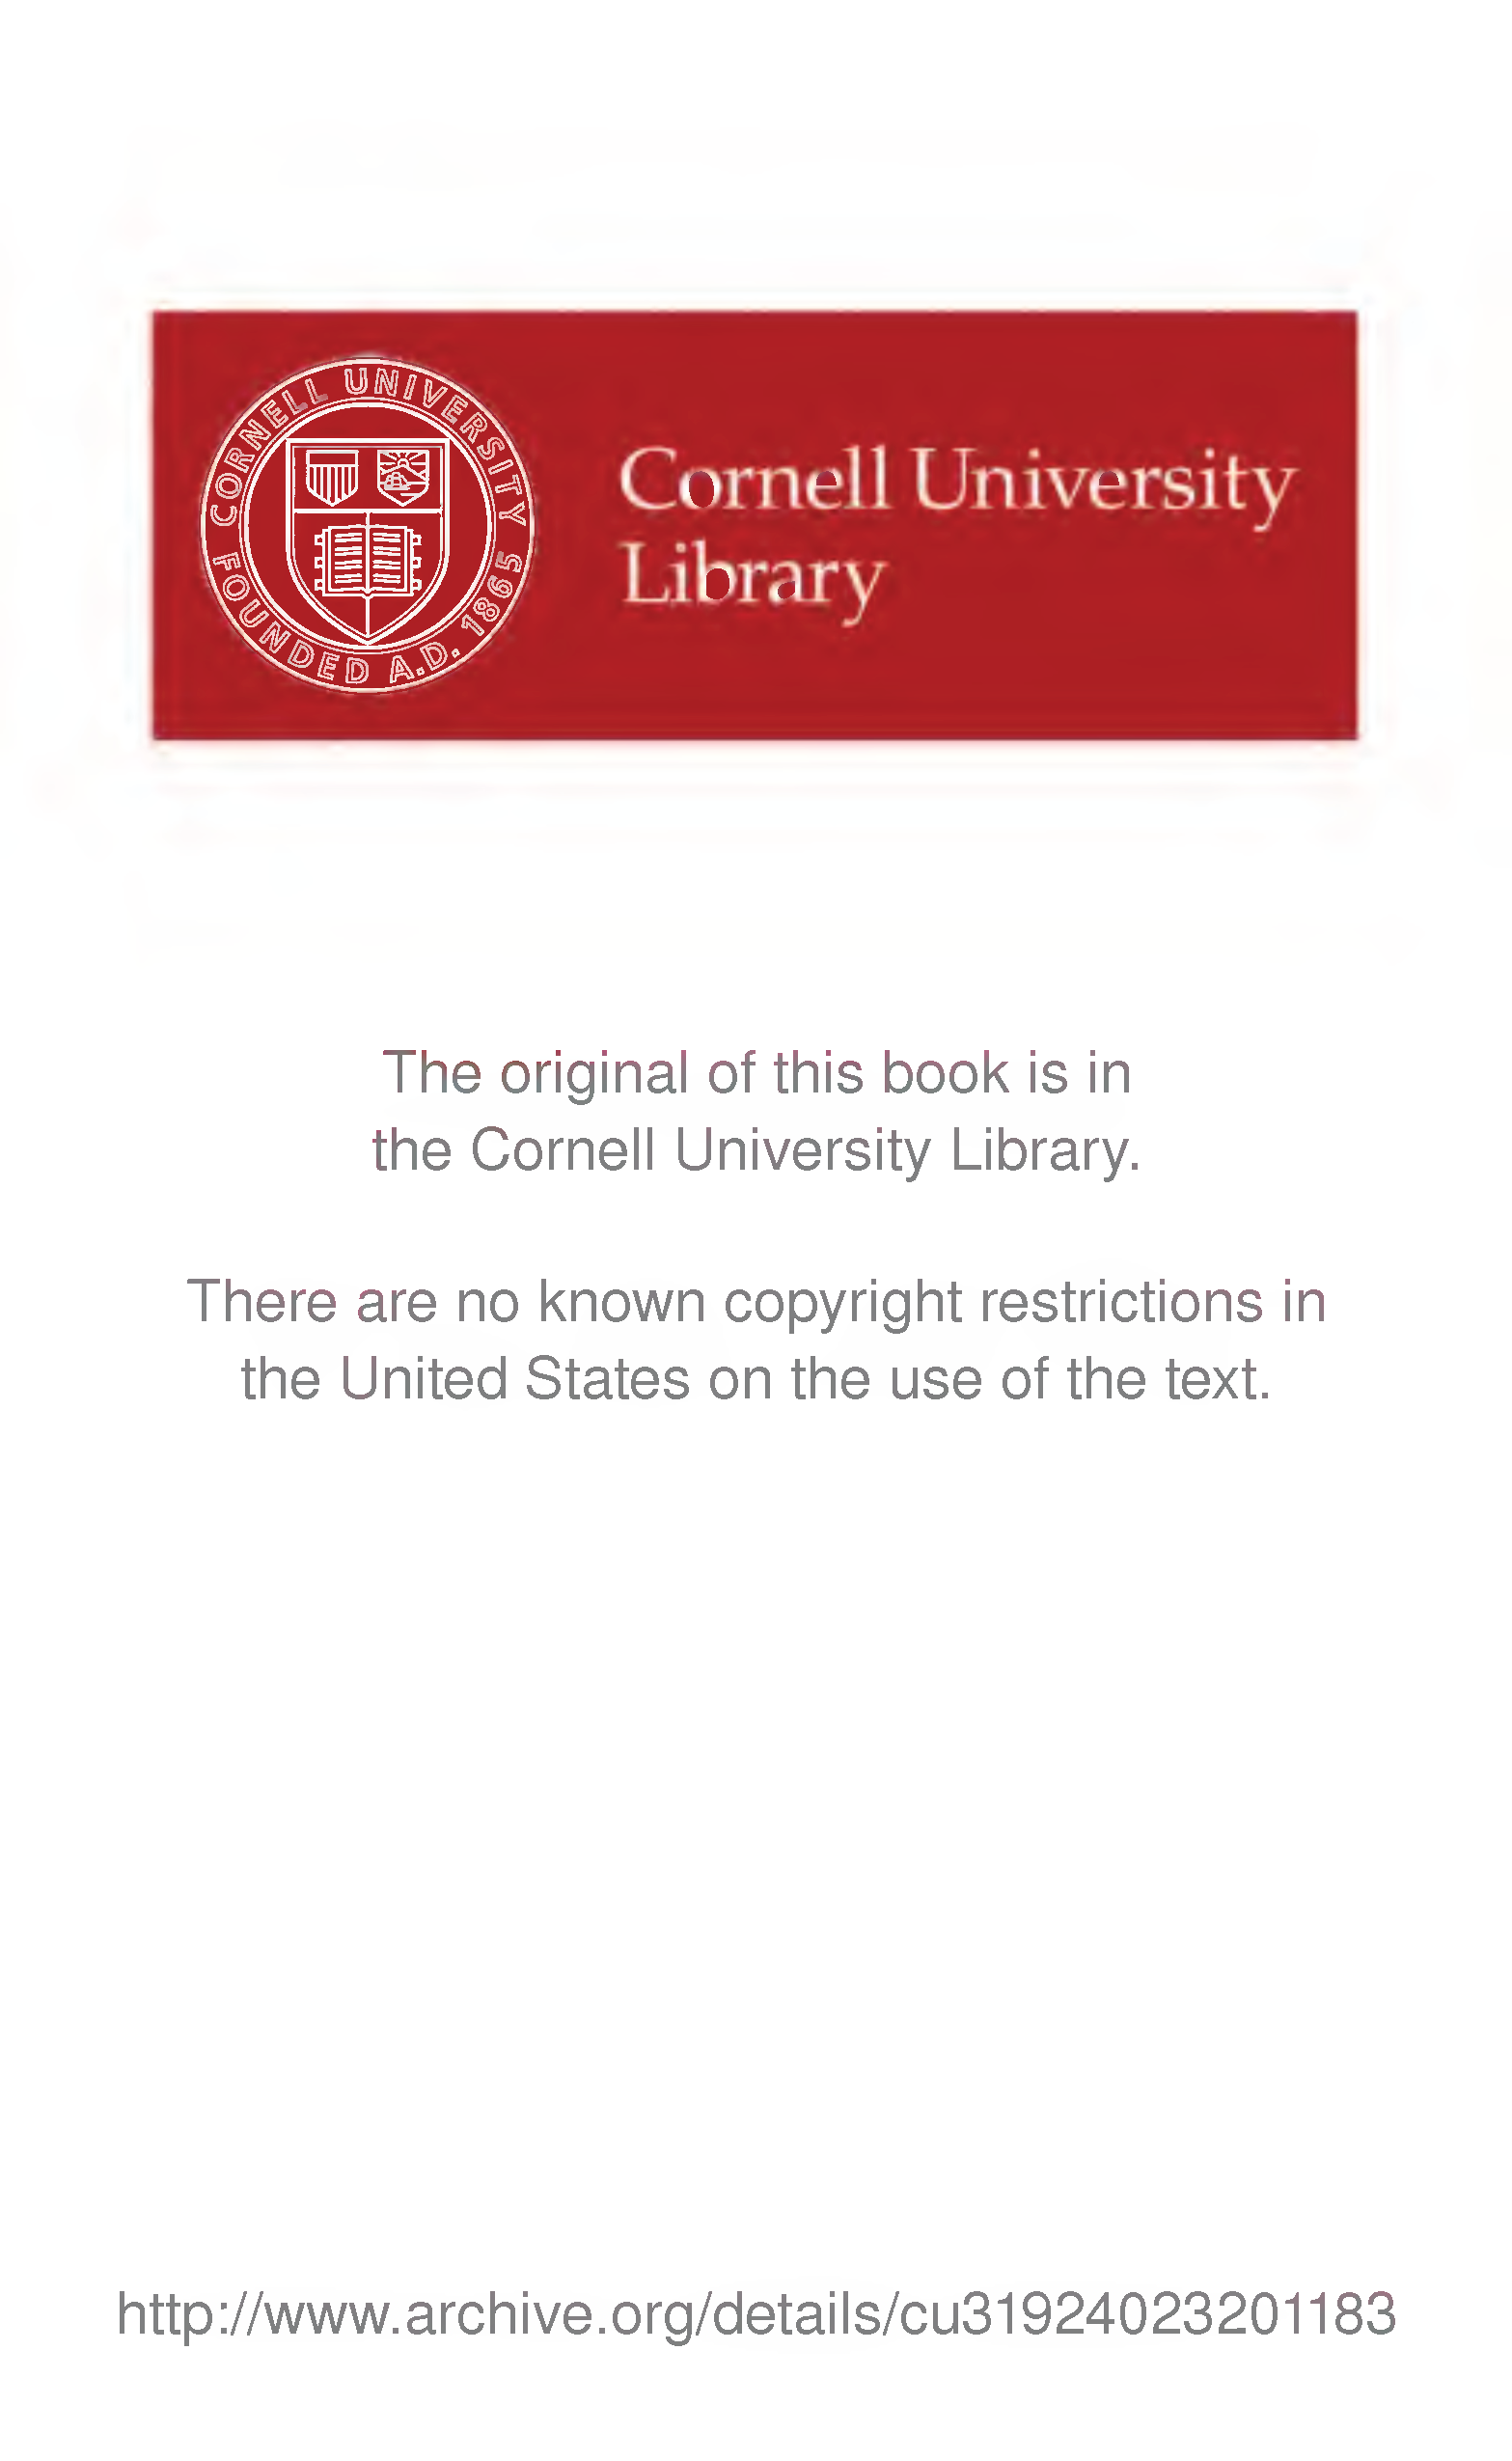 CORNELL UNIVERSITY
FOUNDED A.D. 1865
Cornell University
Library
The original of this book is in
the Cornell University Library.
There are no known copyright restrictions in
the United States on the use of the text.
http://www.archive.org/details/cu31924023201183